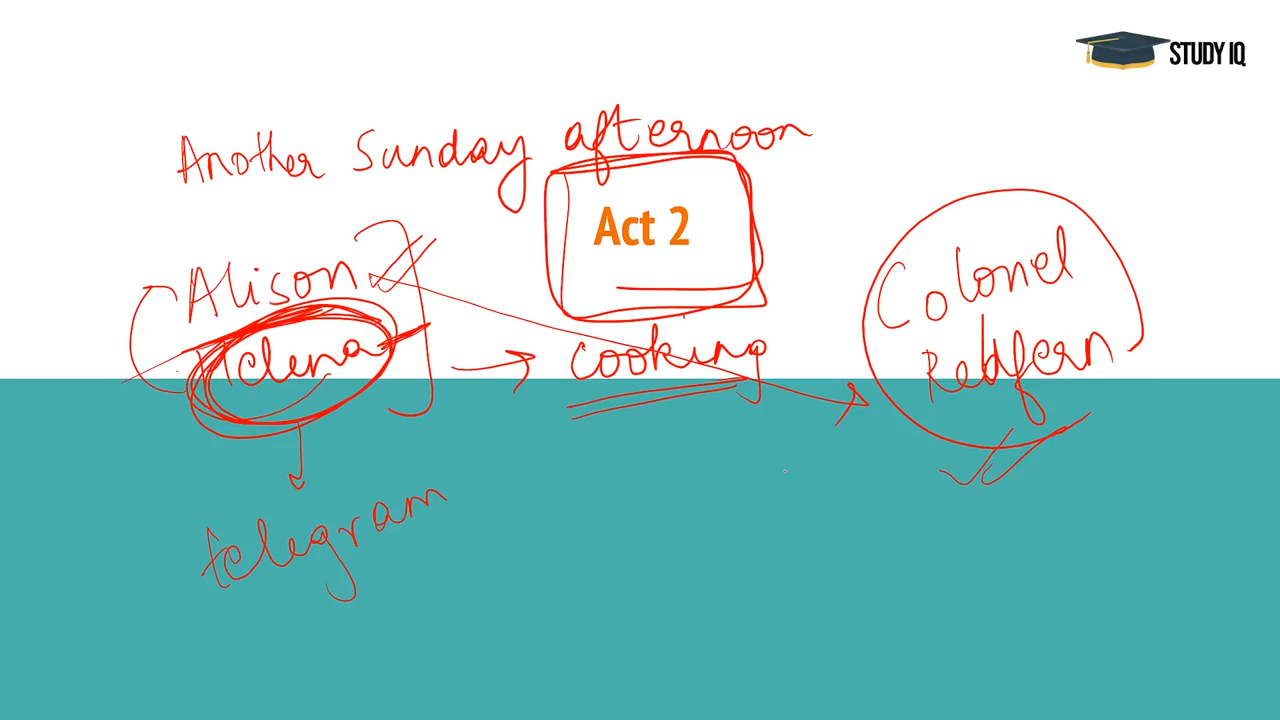 STUDY IQ
Another Sunday afternoon
Act 2
Alison
Helena
cooking
Colonel
Redfern
telegram